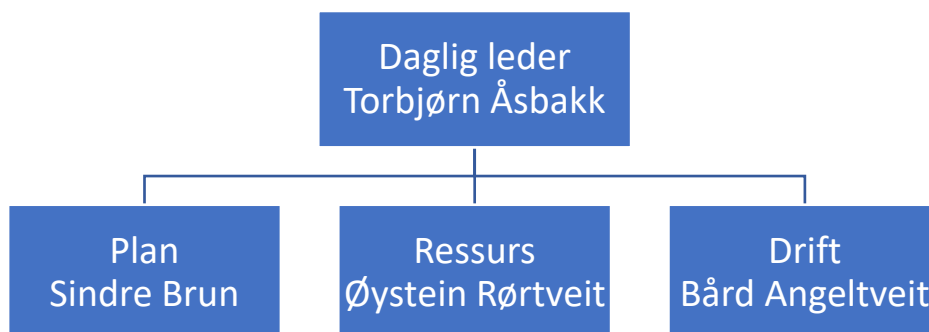 Daglig leder
Torbjørn Åsbakk
Plan
Sindre Brun
Ressurs
Øystein Rørtveit
Drift
Bård Angeltveit